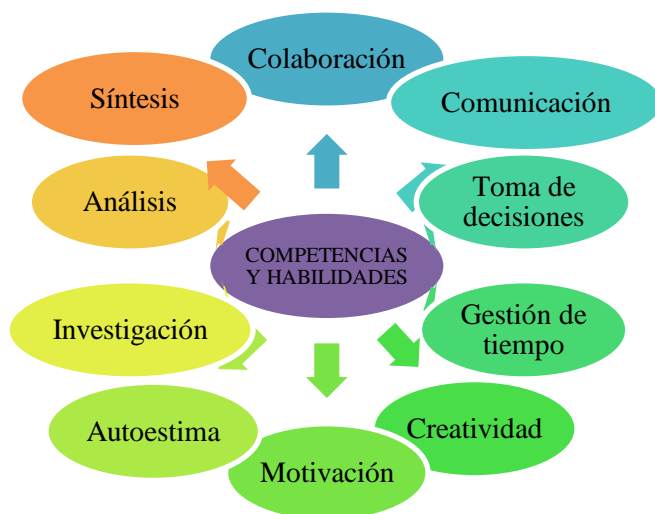 Colaboración
Síntesis
Comunicación
Análisis
Toma de
decisiones
COMPETENCIAS
Y HABILIDADES
Investigación
Gestión de
tiempo
Autoestima
Creatividad
Motivación